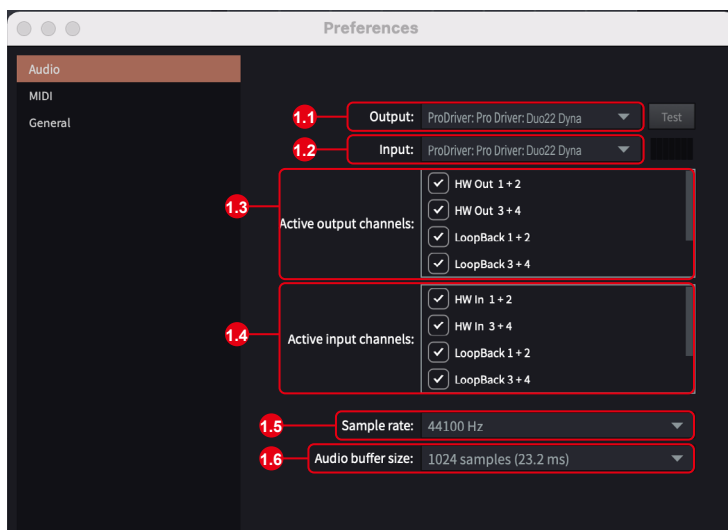 Preferences
Audio
MIDI
General
1.1 Output: ProDriver: Pro Driver: Duo22 Dyna Test
1.2 Input: ProDriver: Pro Driver: Duo22 Dyna
1.3 Active output channels:
HW Out 1 + 2
HW Out 3 + 4
LoopBack 1 + 2
LoopBack 3 + 4
1.4 Active input channels:
HW In 1 + 2
HW In 3 + 4
LoopBack 1 + 2
LoopBack 3 + 4
1.5 Sample rate: 44100 Hz
1.6 Audio buffer size: 1024 samples (23.2 ms)